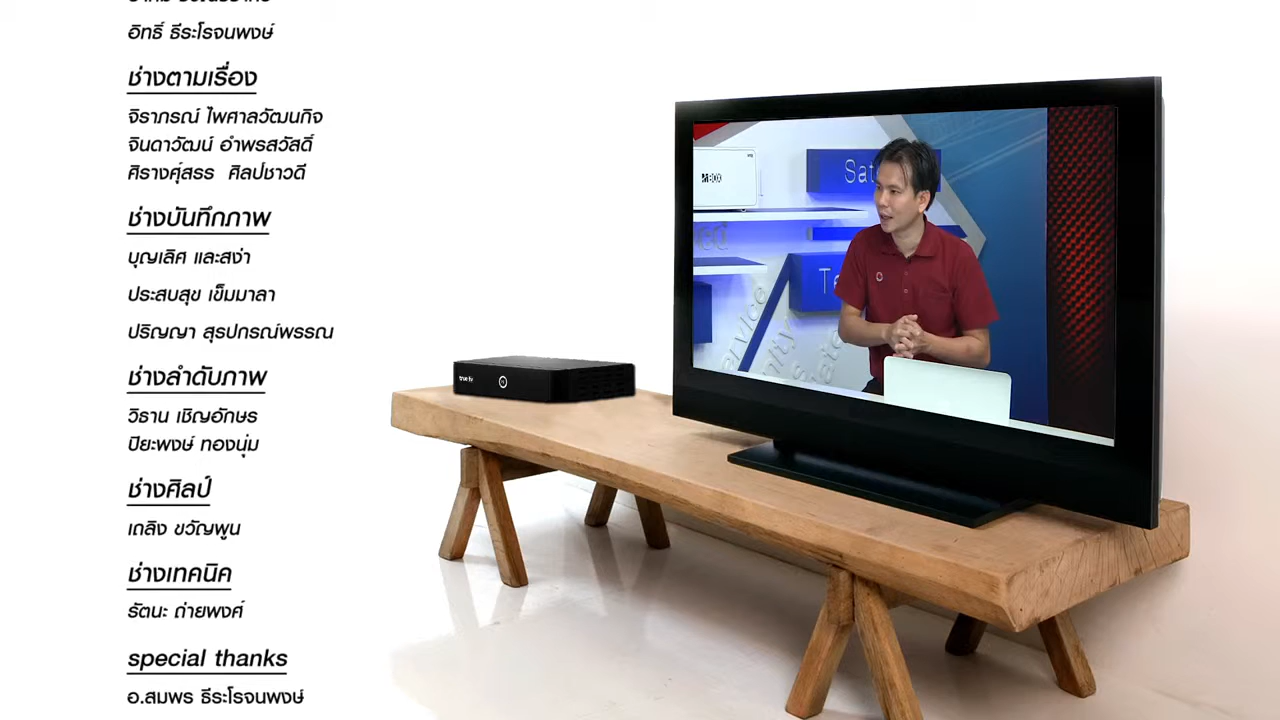 อิทธิ์ ธีระโรจนพงษ์
ช่างตามเรื่อง
จิราภรณ์ ไพศาลวัฒนกิจ
จินดาวัฒน์ อำพรสวัสดิ์
ศิรางศุ์สรร ศิลปชาวดี
ช่างบันทึกภาพ
บุญเลิศ และสง่า
ประสบสุข เข็มมาลา
ปริญญา สุรปกรณ์พรรณ
ช่างลำดับภาพ
วิธาน เชิญอักษร
ปิยะพงษ์ ทองนุ่ม
ช่างศิลป์
เถลิง ขวัญพูน
ช่างเทคนิค
รัตนะ ถ่ายพงศ์
special thanks
อ.สมพร ธีระโรจนพงษ์
true tv
BOX
Sat
Te